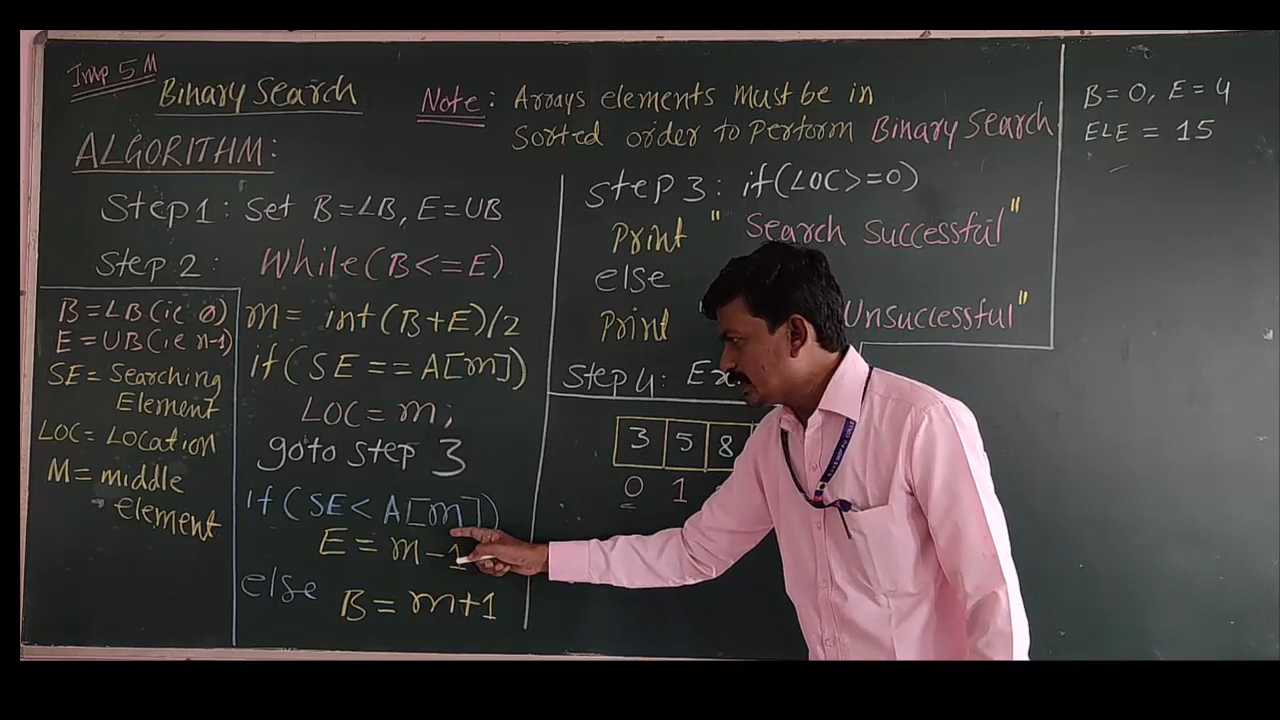 Imp 5 M
Binary Search
Note: Arrays elements must be in
Sorted order to Perform Binary Search
ALGORITHM:
Step 1: Set B=LB, E=UB
Step 2: While(B<=E)
m= int(B+E)/2
if(SE==A[m])
LOC=m;
goto step 3
if(SE<A[m])
E=m-1
else B=m+1
B=LB(ie 0)
E=UB(ie n-1)
SE=Searching
Element
LOC=Location
M=middle
element
Step 3: if(LOC>=0)
Print " Search Successful"
else
Print Unsuccessful"
Step 4:
3 5 8
0 1
B=0, E=4
ELE = 15